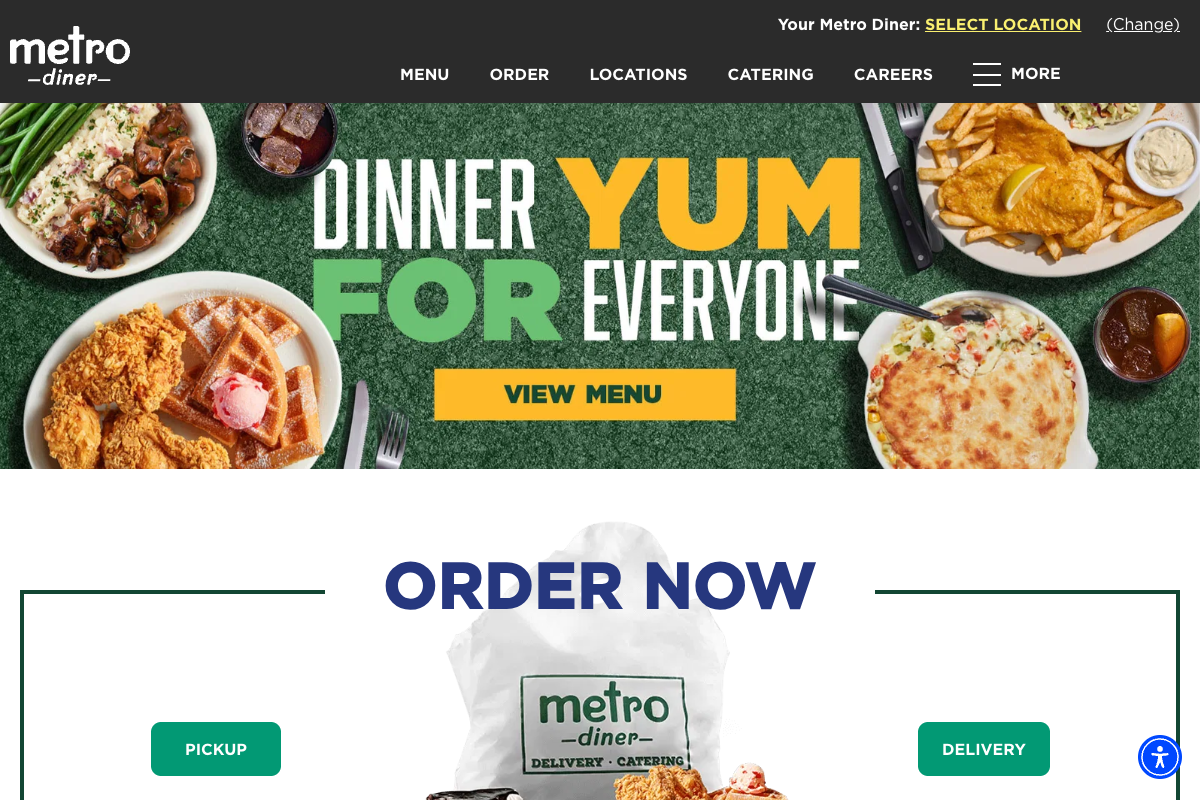 Your Metro Diner: SELECT LOCATION (Change)
metro
diner
MENU ORDER LOCATIONS CATERING CAREERS MORE
DINNER YUM
FOR EVERYONE
VIEW MENU
ORDER NOW
metro
diner
DELIVERY · CATERING
PICKUP
DELIVERY